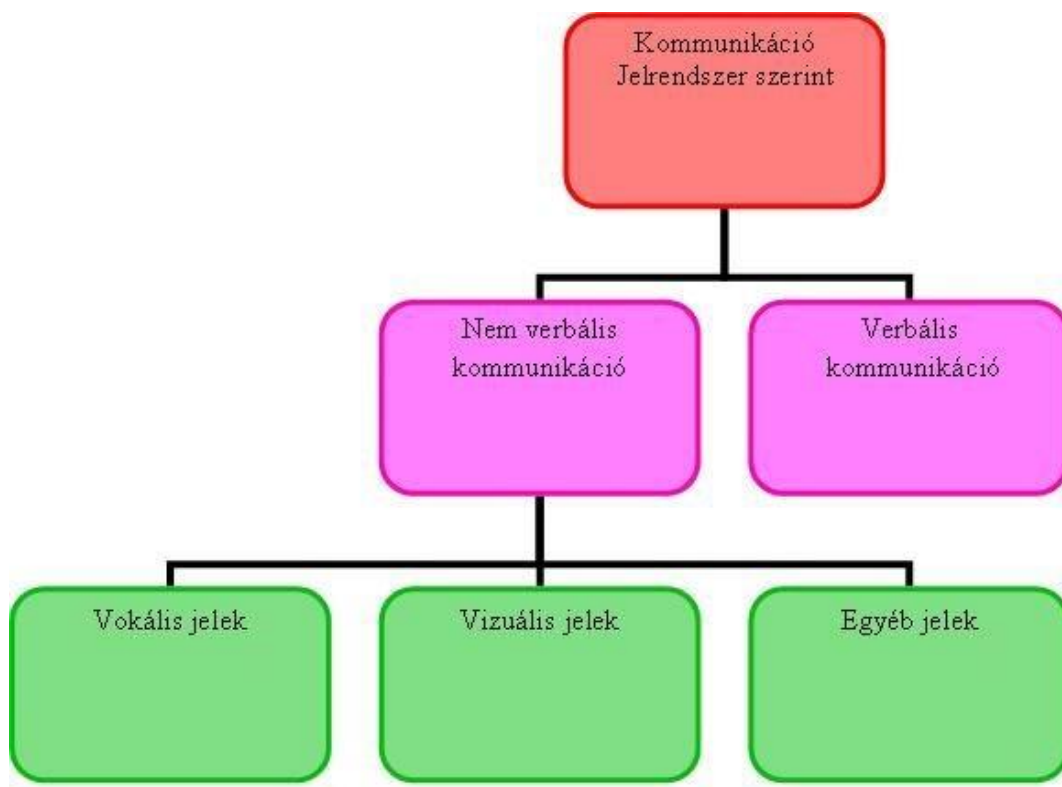 Kommunikáció
Jelrendszer szerint
Nem verbális
kommunikáció
Verbális
kommunikáció
Vokális jelek
Vizuális jelek
Egyéb jelek